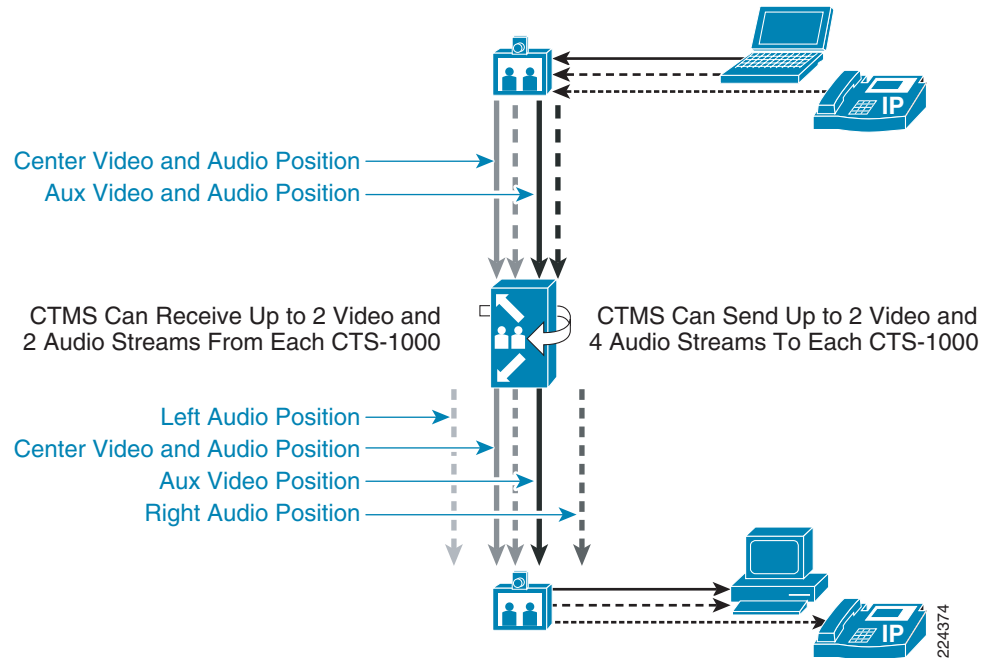 IP
Center Video and Audio Position
Aux Video and Audio Position
CTMS Can Receive Up to 2 Video and
2 Audio Streams From Each CTS-1000
CTMS Can Send Up to 2 Video and
4 Audio Streams To Each CTS-1000
Left Audio Position
Center Video and Audio Position
Aux Video Position
Right Audio Position
IP
224374